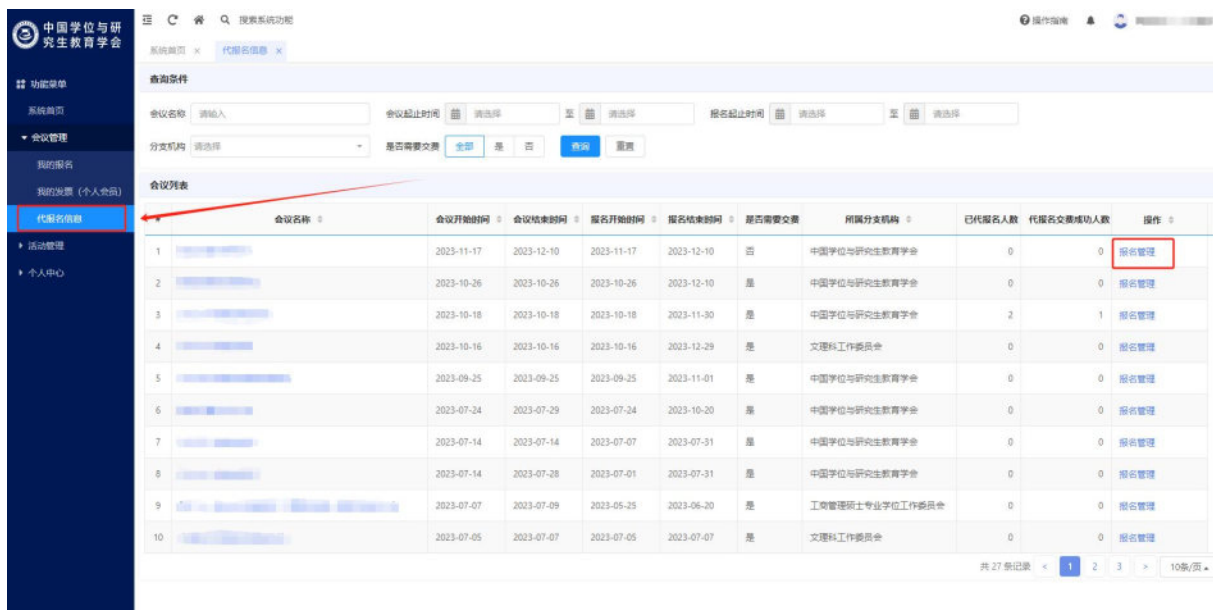 中国学位与研
究生教育学会
搜索系统功能
操作指南
系统首页 ×
代报名信息 ×
功能菜单
系统首页
会议管理
我的报名
我的发票（个人会员）
代报名信息
活动管理
个人中心
查询条件
会议名称 请输入 会议起止时间 请选择 至 请选择 报名起止时间 请选择 至 请选择
分支机构 请选择 是否需要交费 全部 是 否 查询 重置
会议列表
# 会议名称 会议开始时间 会议结束时间 报名开始时间 报名结束时间 是否需要交费 所属分支机构 已代报名人数 代报名交费成功人数 操作
1 2023-11-17 2023-12-10 2023-11-17 2023-12-10 否 中国学位与研究生教育学会 0 0 报名管理
2 2023-10-26 2023-10-26 2023-10-26 2023-12-10 是 中国学位与研究生教育学会 0 0 报名管理
3 2023-10-18 2023-10-18 2023-10-18 2023-11-30 是 中国学位与研究生教育学会 2 1 报名管理
4 2023-10-16 2023-10-16 2023-10-16 2023-12-29 是 文理科工作委员会 0 0 报名管理
5 2023-09-25 2023-09-25 2023-09-25 2023-11-01 是 中国学位与研究生教育学会 0 0 报名管理
6 2023-07-24 2023-07-29 2023-07-24 2023-10-20 是 中国学位与研究生教育学会 0 0 报名管理
7 2023-07-14 2023-07-14 2023-07-07 2023-07-31 是 中国学位与研究生教育学会 0 0 报名管理
8 2023-07-14 2023-07-28 2023-07-01 2023-07-31 是 中国学位与研究生教育学会 0 0 报名管理
9 2023-07-07 2023-07-09 2023-05-25 2023-06-20 是 工商管理硕士专业学位工作委员会 0 0 报名管理
10 2023-07-05 2023-07-07 2023-07-05 2023-07-07 是 文理科工作委员会 0 0 报名管理
共 27 条记录 < 1 2 3 > 10条/页